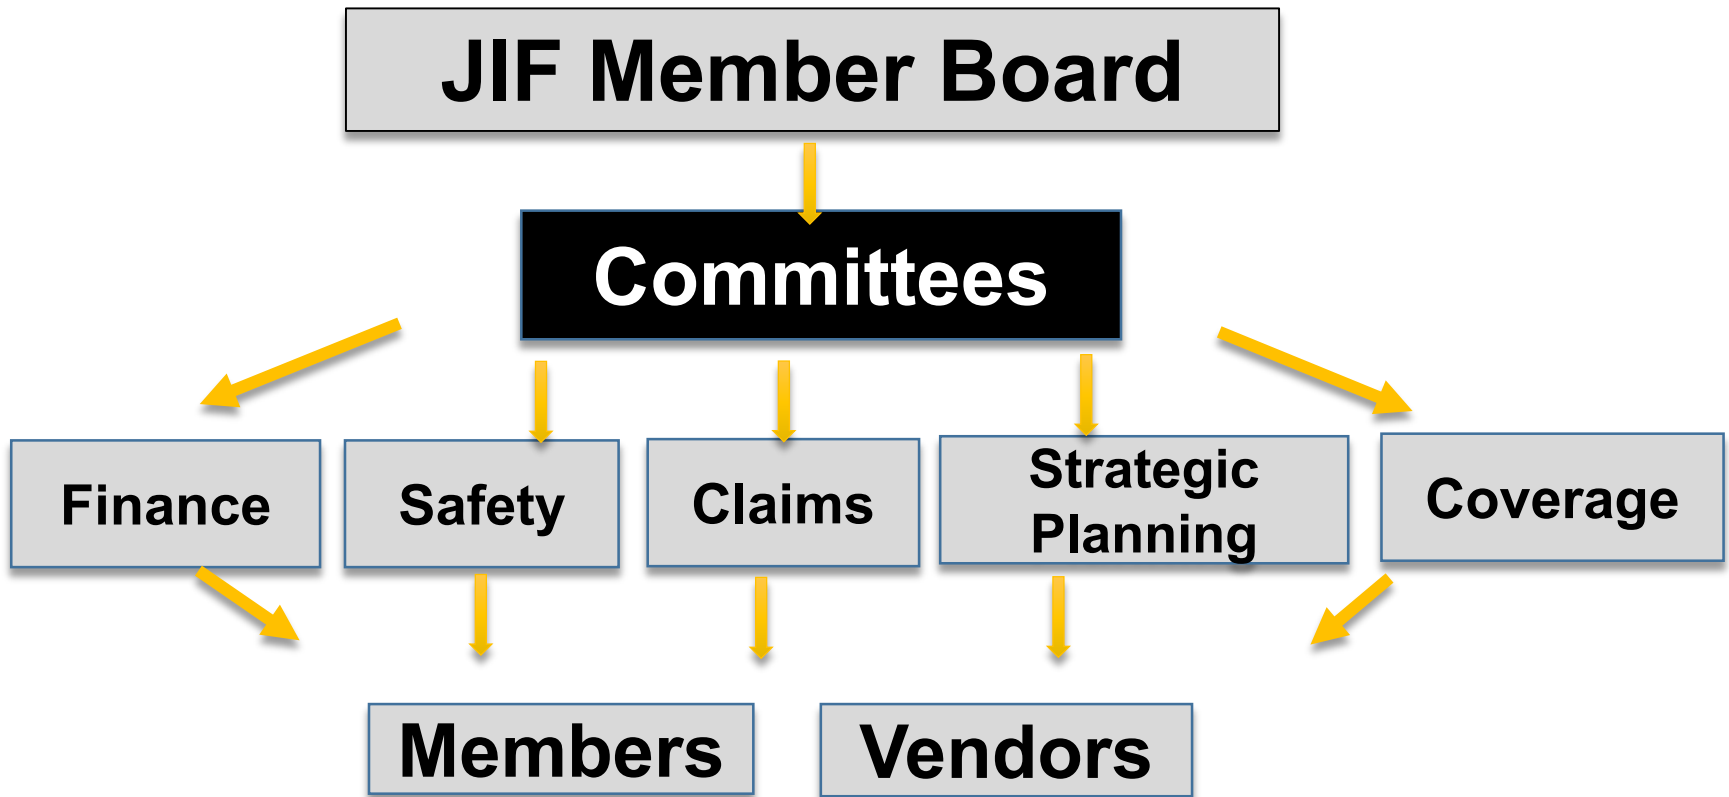 JIF Member Board
Committees
Finance
Safety
Claims
Strategic
Planning
Coverage
Members
Vendors